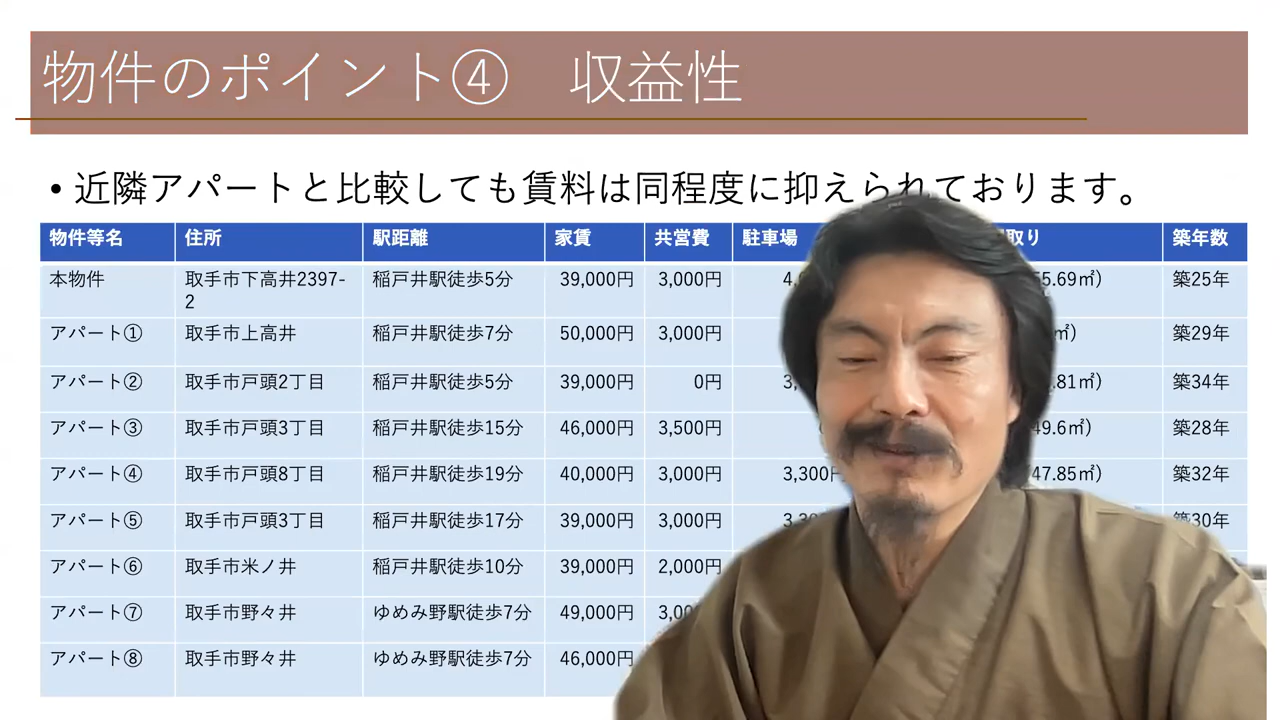 物件のポイント④　収益性
• 近隣アパートと比較しても賃料は同程度に抑えられております。
物件等名 住所 駅距離 家賃 共営費 駐車場 取り 築年数
本物件 取手市下高井2397-2 稲戸井駅徒歩5分 39,000円 3,000円 5.69㎡） 築25年
アパート① 取手市上高井 稲戸井駅徒歩7分 50,000円 3,000円 ㎡） 築29年
アパート② 取手市戸頭2丁目 稲戸井駅徒歩5分 39,000円 0円 .81㎡） 築34年
アパート③ 取手市戸頭3丁目 稲戸井駅徒歩15分 46,000円 3,500円 49.6㎡） 築28年
アパート④ 取手市戸頭8丁目 稲戸井駅徒歩19分 40,000円 3,000円 3,300円 47.85㎡） 築32年
アパート⑤ 取手市戸頭3丁目 稲戸井駅徒歩17分 39,000円 3,000円 築30年
アパート⑥ 取手市米ノ井 稲戸井駅徒歩10分 39,000円 2,000円
アパート⑦ 取手市野々井 ゆめみ野駅徒歩7分 49,000円
アパート⑧ 取手市野々井 ゆめみ野駅徒歩7分 46,000円